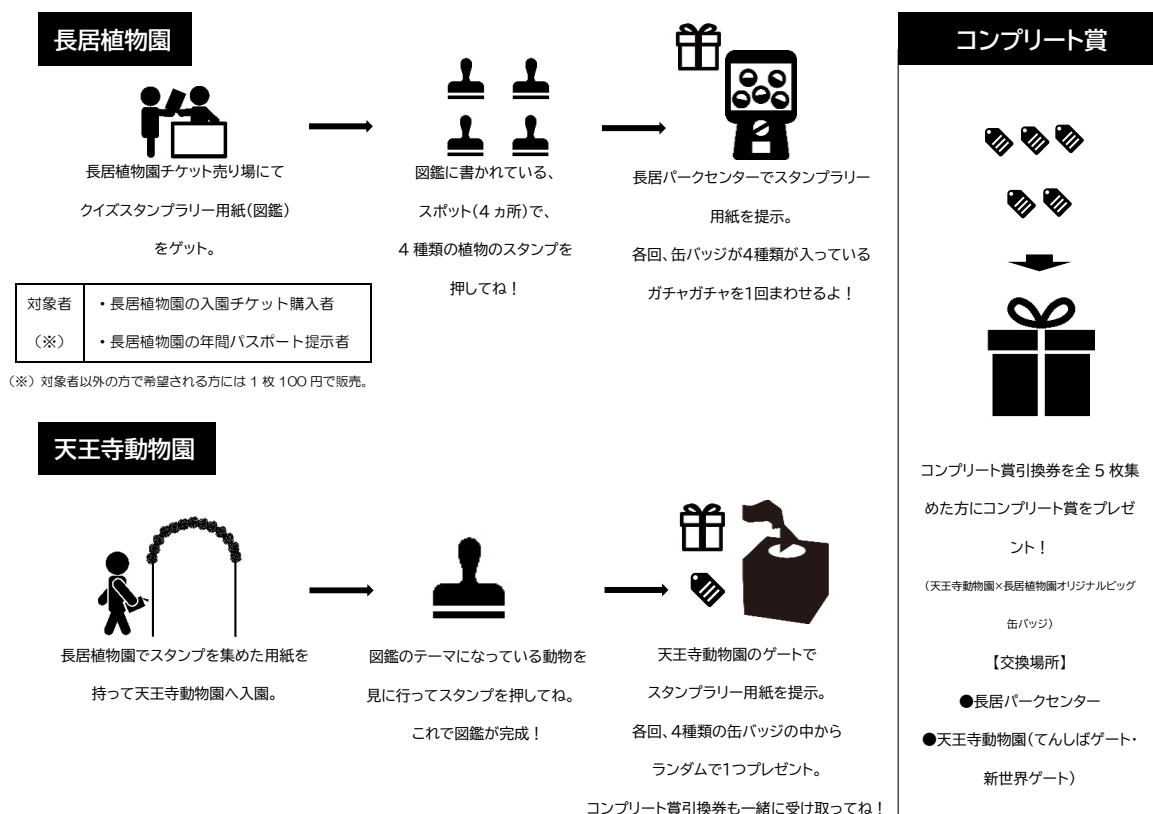 長居植物園
長居植物園チケット売り場にて
クイズスタンプラリー用紙(図鑑)
をゲット。
図鑑に書かれている、
スポット(4ヵ所)で、
4種類の植物のスタンプを
押してね!
長居パークセンターでスタンプラリー
用紙を提示。
各回、缶バッジが4種類が入っている
ガチャガチャを1回まわせるよ!
対象者
(※)
・長居植物園の入園チケット購入者
・長居植物園の年間パスポート提示者
(※)対象者以外の方で希望される方には1枚100円で販売。
天王寺動物園
長居植物園でスタンプを集めた用紙を
持って天王寺動物園へ入園。
図鑑のテーマになっている動物を
見に行ってスタンプを押してね。
これで図鑑が完成!
天王寺動物園のゲートで
スタンプラリー用紙を提示。
各回、4種類の缶バッジの中から
ランダムで1つプレゼント。
コンプリート賞引換券も一緒に受け取ってね!
コンプリート賞
コンプリート賞引換券を全5枚集
めた方にコンプリート賞をプレゼ
ント!
(天王寺動物園×長居植物園オリジナルビッグ
缶バッジ)
【交換場所】
●長居パークセンター
●天王寺動物園(てんしばゲート・
新世界ゲート)